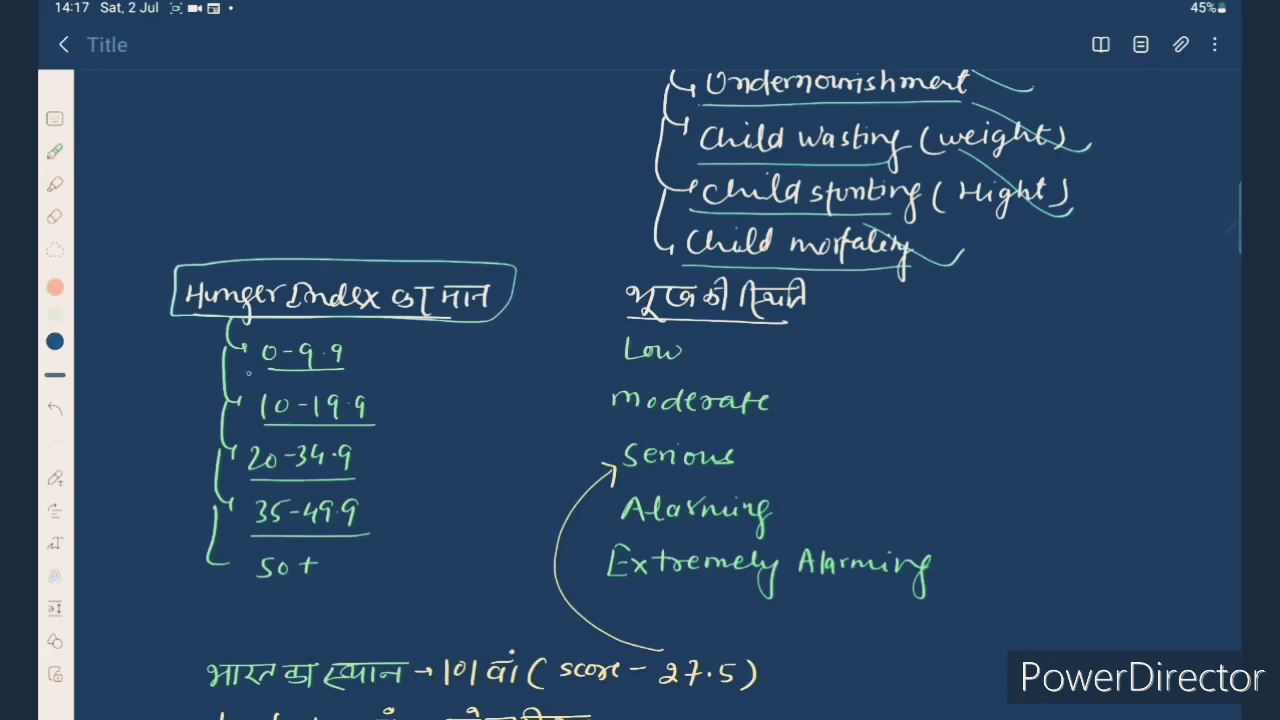 14:17 Sat, 2 Jul 45%
Title
Undernourishment
Child wasting (weight)
Child stunting (Hight)
Child mortality
Hunger Index का मान भूख की स्थिति
0-9.9 Low
10-19.9 moderate
20-34.9 Serious
35-49.9 Alarming
50+ Extremely Alarming
भारत का स्थान → 101 वां ( score - 27.5 )
PowerDirector